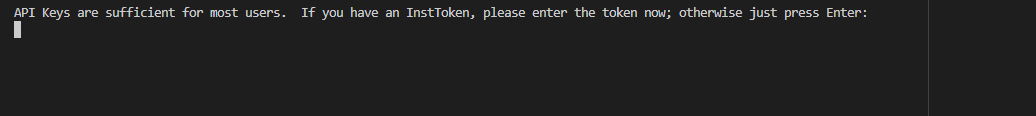 API Keys are sufficient for most users.  If you have an InstToken, please enter the token now; otherwise just press Enter: